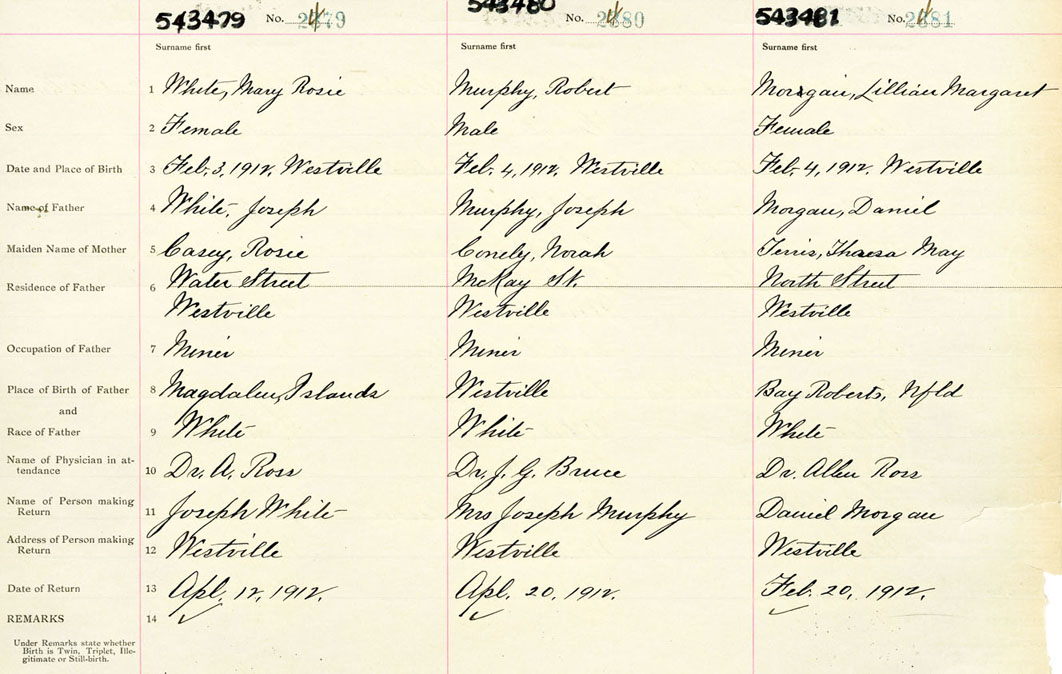 543479 No. 2479 543480 No. 2480 543481 No. 2481
Surname first Surname first Surname first
Name 1 White, Mary Rosie Murphy, Robert Morgan, Lillian Margaret
Sex 2 Female Male Female
Date and Place of Birth 3 Feb. 3, 1912, Westville Feb. 4, 1912, Westville Feb. 4, 1912, Westville
Name of Father 4 White, Joseph Murphy, Joseph Morgan, Daniel
Maiden Name of Mother 5 Casey, Rosie Conely, Norah Ferris, Theresa May
Residence of Father 6 Water Street McKay St. North Street
Westville Westville Westville
Occupation of Father 7 Miner Miner Miner
Place of Birth of Father 8 Magdalen Islands Westville Bay Roberts, Nfld
and
Race of Father 9 White White White
Name of Physician in at-
tendance 10 Dr. A. Ross Dr. J. G. Bruce Dr. Allen Ross
Name of Person making
Return 11 Joseph White Mrs Joseph Murphy Daniel Morgan
Address of Person making
Return 12 Westville Westville Westville
Date of Return 13 Apl. 12, 1912. Apl. 20, 1912. Feb. 20, 1912.
REMARKS 14
Under Remarks state whether
Birth is Twin, Triplet, Ille-
gitimate or Still-birth.